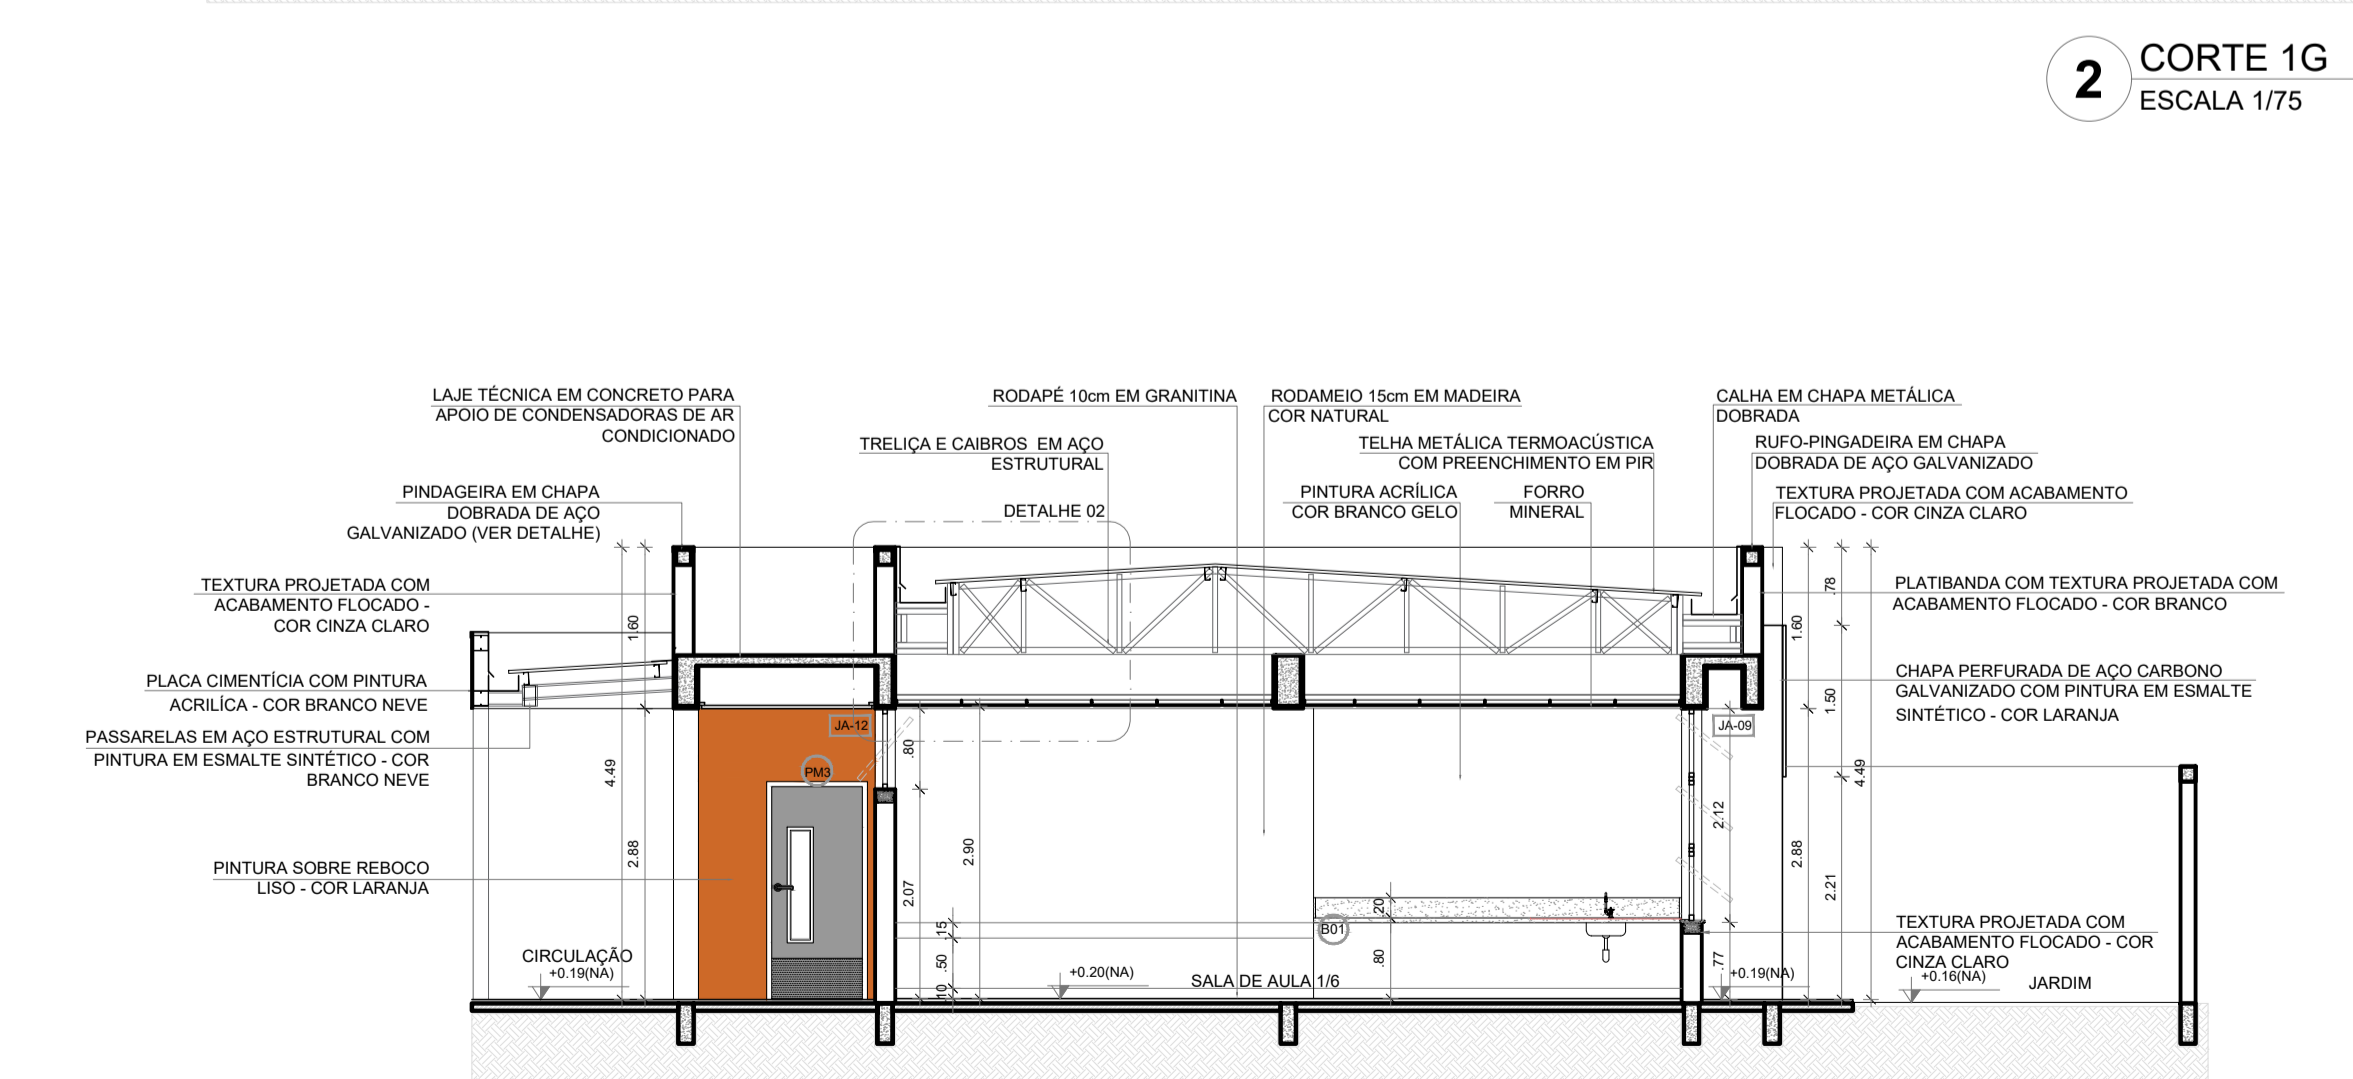 2
CORTE 1G
ESCALA 1/75
LAJE TÉCNICA EM CONCRETO PARA
APOIO DE CONDENSADORAS DE AR
CONDICIONADO
RODAPÉ 10cm EM GRANITINA
RODAMEIO 15cm EM MADEIRA
COR NATURAL
CALHA EM CHAPA METÁLICA
DOBRADA
TRELIÇA E CAIBROS EM AÇO
ESTRUTURAL
TELHA METÁLICA TERMOACÚSTICA
COM PREENCHIMENTO EM PIR
RUFO-PINGADEIRA EM CHAPA
DOBRADA DE AÇO GALVANIZADO
PINDAGEIRA EM CHAPA
DOBRADA DE AÇO
GALVANIZADO (VER DETALHE)
DETALHE 02
PINTURA ACRÍLICA
COR BRANCO GELO
FORRO
MINERAL
TEXTURA PROJETADA COM ACABAMENTO
FLOCADO - COR CINZA CLARO
TEXTURA PROJETADA COM
ACABAMENTO FLOCADO -
COR CINZA CLARO
PLATIBANDA COM TEXTURA PROJETADA COM
ACABAMENTO FLOCADO - COR BRANCO
PLACA CIMENTÍCIA COM PINTURA
ACRILÍCA - COR BRANCO NEVE
CHAPA PERFURADA DE AÇO CARBONO
GALVANIZADO COM PINTURA EM ESMALTE
SINTÉTICO - COR LARANJA
PASSARELAS EM AÇO ESTRUTURAL COM
PINTURA EM ESMALTE SINTÉTICO - COR
BRANCO NEVE
PINTURA SOBRE REBOCO
LISO - COR LARANJA
TEXTURA PROJETADA COM
ACABAMENTO FLOCADO - COR
CINZA CLARO
4.49
1.60
2.88
JA-12
PM3
.80
2.07
2.90
.15
.50
.10
.20
.80
B01
JA-09
2.12
.77
1.60
2.88
.78
1.50
2.21
4.49
CIRCULAÇÃO
+0.19(NA)
+0.20(NA)
SALA DE AULA 1/6
+0.19(NA)
+0.16(NA)
JARDIM